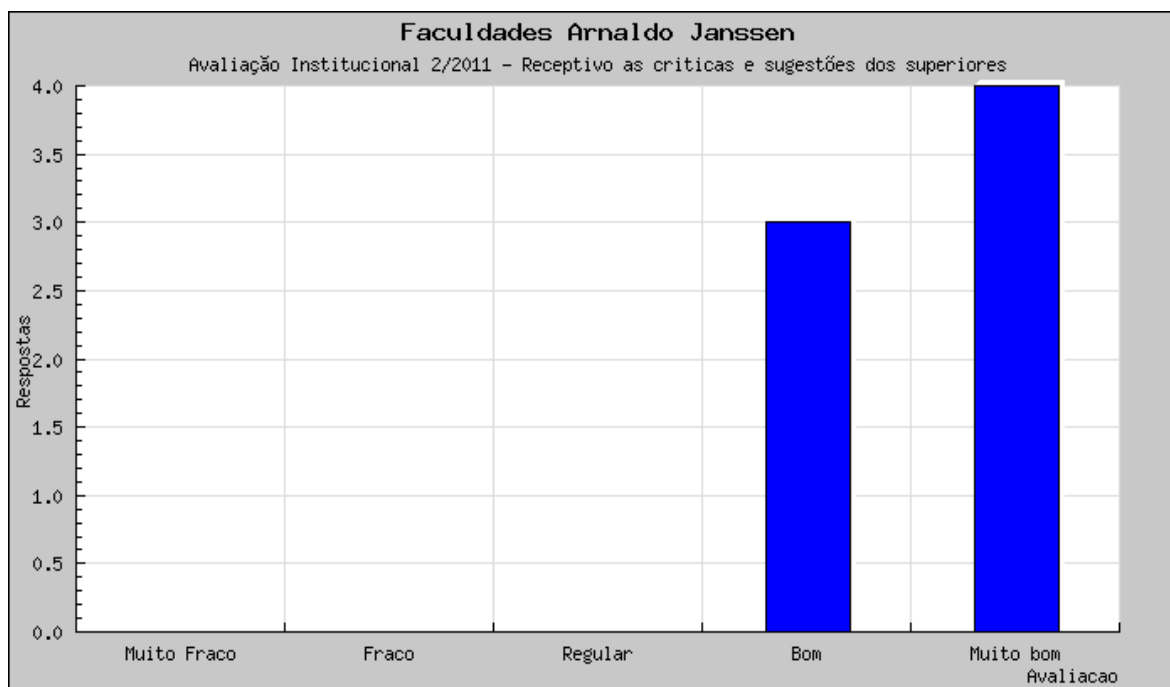 Faculdades Arnaldo Janssen
Avaliação Institucional 2/2011 - Receptivo as criticas e sugestões dos superiores
4.0
3.5
3.0
2.5
2.0
1.5
1.0
0.5
0.0
Respostas
Muito Fraco Fraco Regular Bom Muito bom
Avaliacao